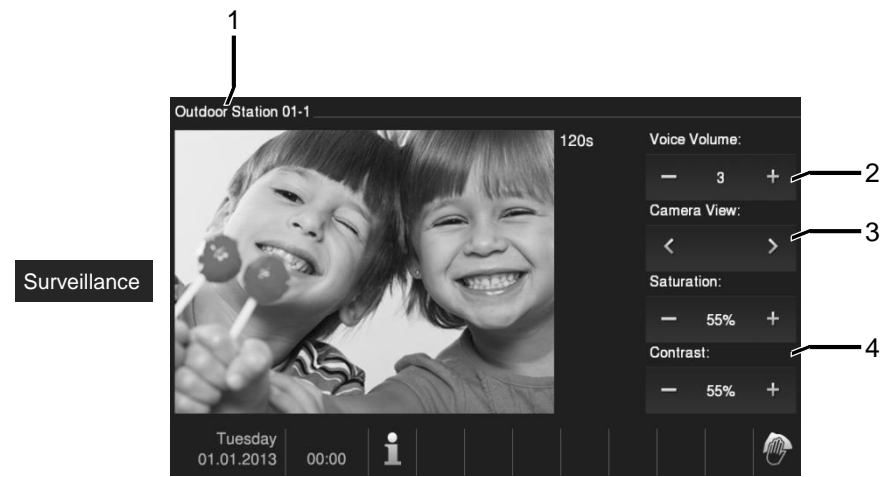 1
Outdoor Station 01-1
120s
Voice Volume:
2
− 3 +
Camera View:
3
< >
Surveillance
Saturation:
− 55% +
4
Contrast:
− 55% +
Tuesday
01.01.2013
00:00
i